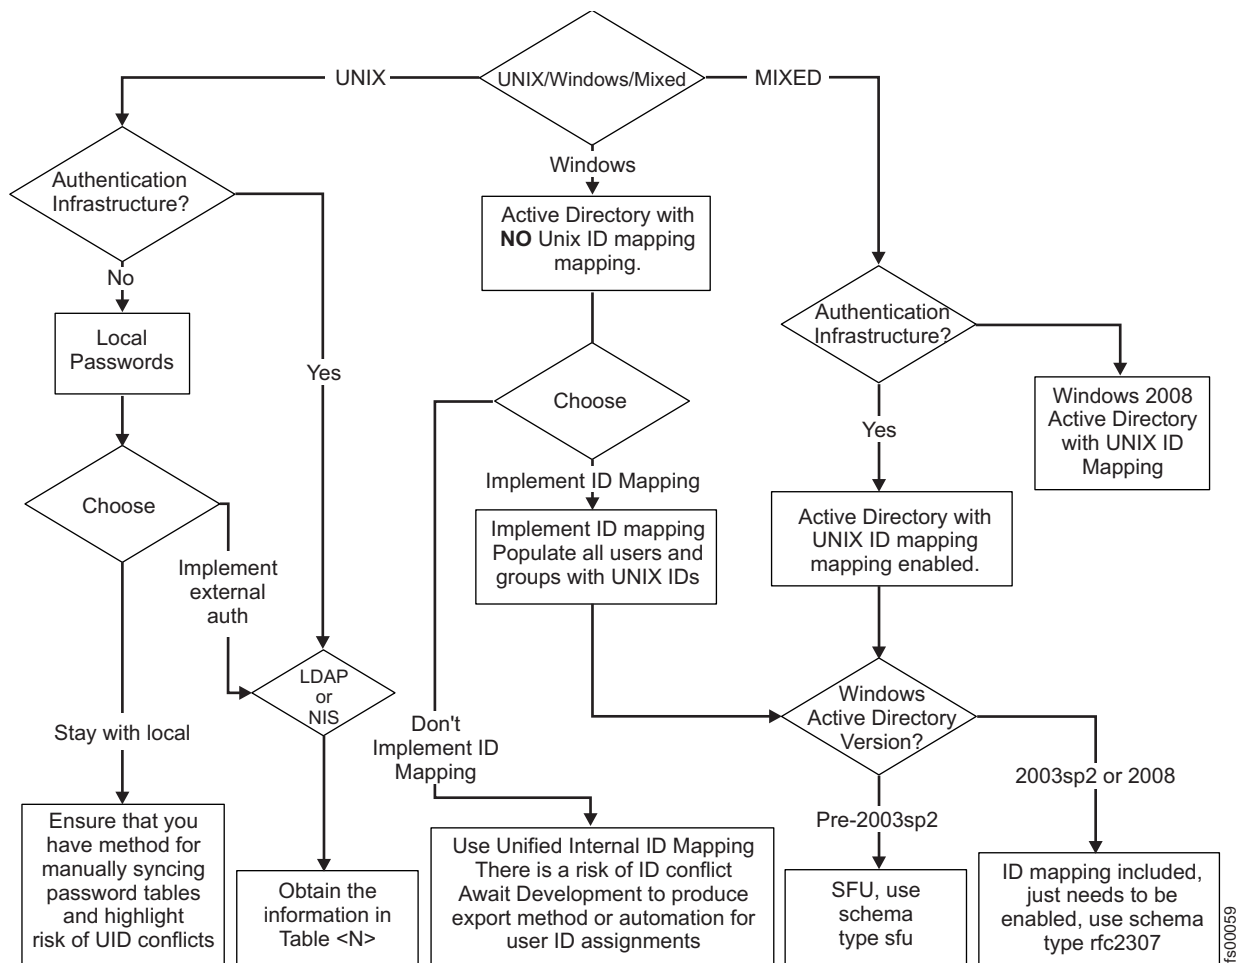 UNIX
UNIX/Windows/Mixed
MIXED
Windows
Authentication
Infrastructure?
Active Directory with
NO Unix ID mapping
mapping.
No
Local
Passwords
Yes
Choose
Authentication
Infrastructure?
Windows 2008
Active Directory
with UNIX ID
Mapping
Yes
Choose
Implement ID Mapping
Implement ID mapping
Populate all users and
groups with UNIX IDs
Active Directory with
UNIX ID mapping
mapping enabled.
Implement
external
auth
LDAP
or
NIS
Windows
Active Directory
Version?
Stay with local
Don't
Implement ID
Mapping
2003sp2 or 2008
Pre-2003sp2
Ensure that you
have method for
manually syncing
password tables
and highlight
risk of UID conflicts
Obtain the
information in
Table <N>
Use Unified Internal ID Mapping
There is a risk of ID conflict
Await Development to produce
export method or automation for
user ID assignments
SFU, use
schema
type sfu
ID mapping included,
just needs to be
enabled, use schema
type rfc2307
fs00059